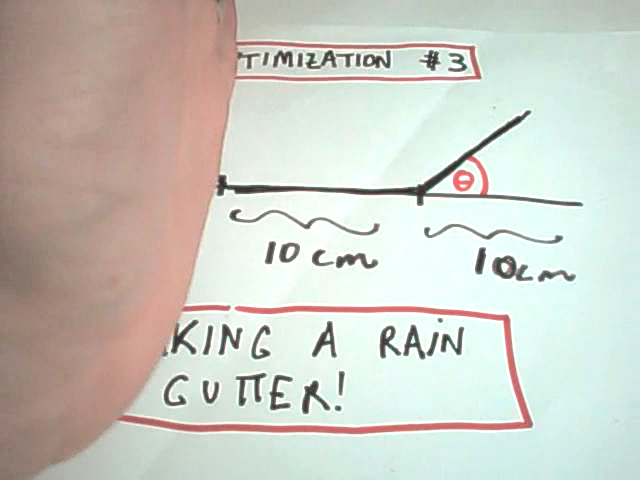 TIMIZATION #3
θ
10 cm
10cm
KING A RAIN
GUTTER!